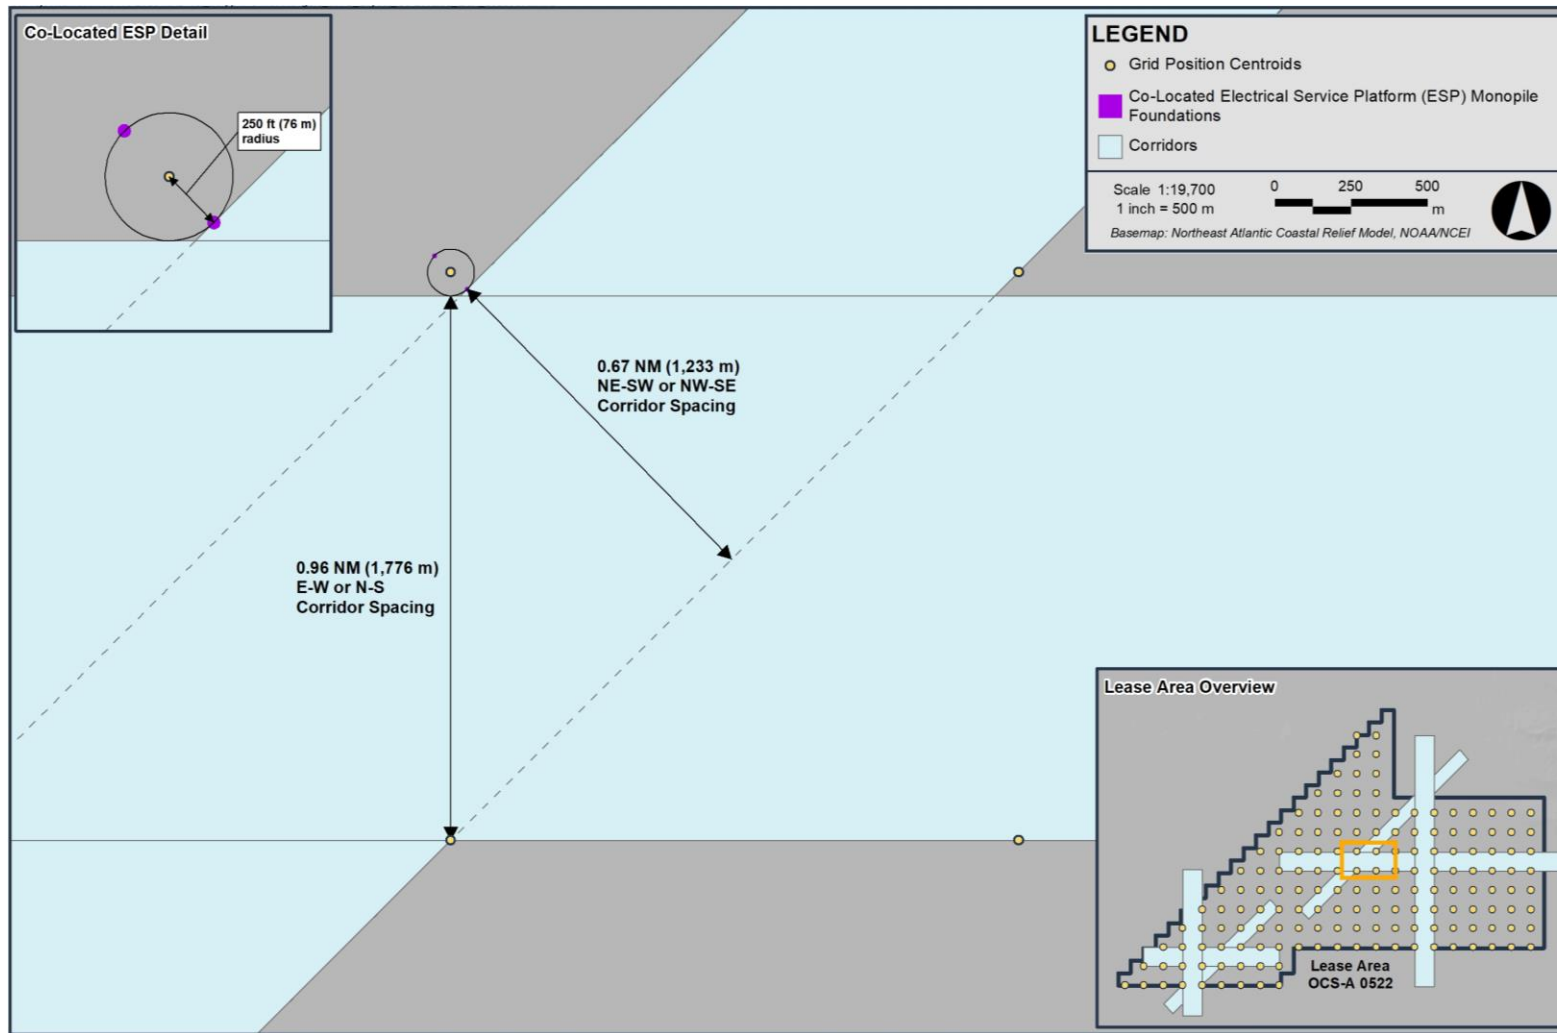 Co-Located ESP Detail
250 ft (76 m)
radius
LEGEND
Grid Position Centroids
Co-Located Electrical Service Platform (ESP) Monopile
Foundations
Corridors
Scale 1:19,700
1 inch = 500 m
0 250 500
m
Basemap: Northeast Atlantic Coastal Relief Model, NOAA/NCEI
0.67 NM (1,233 m)
NE-SW or NW-SE
Corridor Spacing
0.96 NM (1,776 m)
E-W or N-S
Corridor Spacing
Lease Area Overview
Lease Area
OCS-A 0522